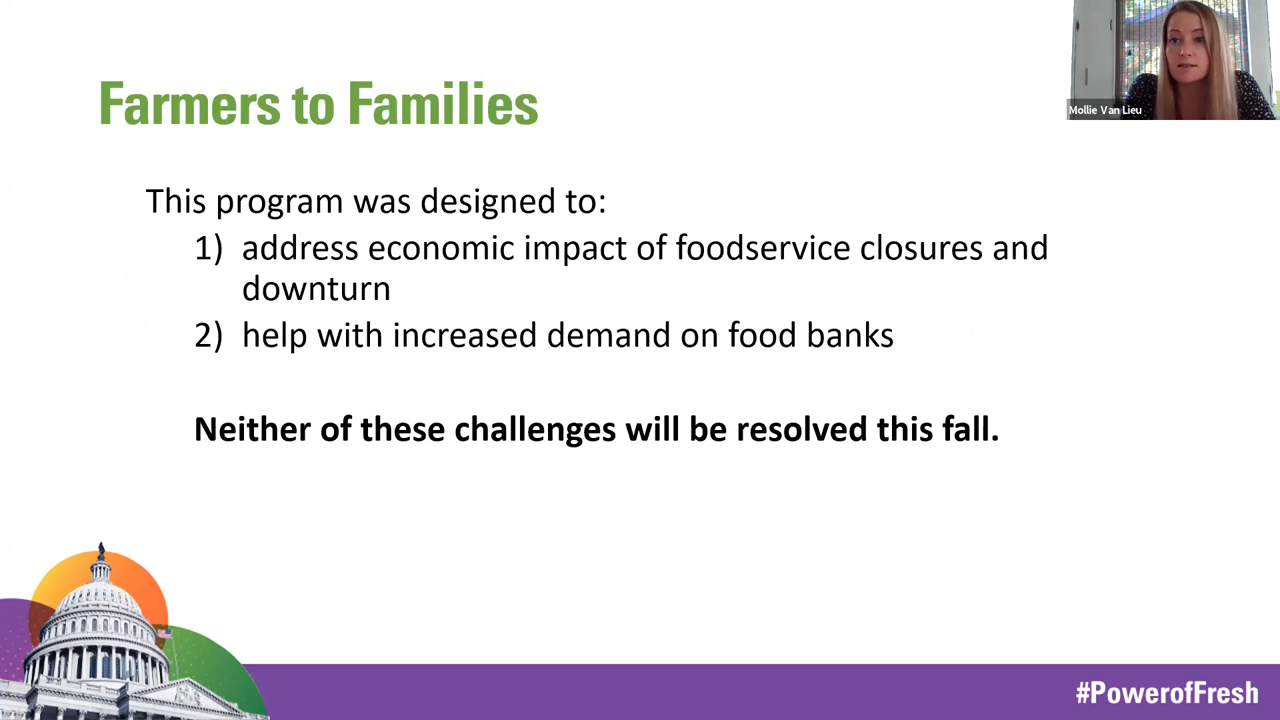 Mollie Van Lieu
Farmers to Families
This program was designed to:
1) address economic impact of foodservice closures and
downturn
2) help with increased demand on food banks
Neither of these challenges will be resolved this fall.
#PowerofFresh